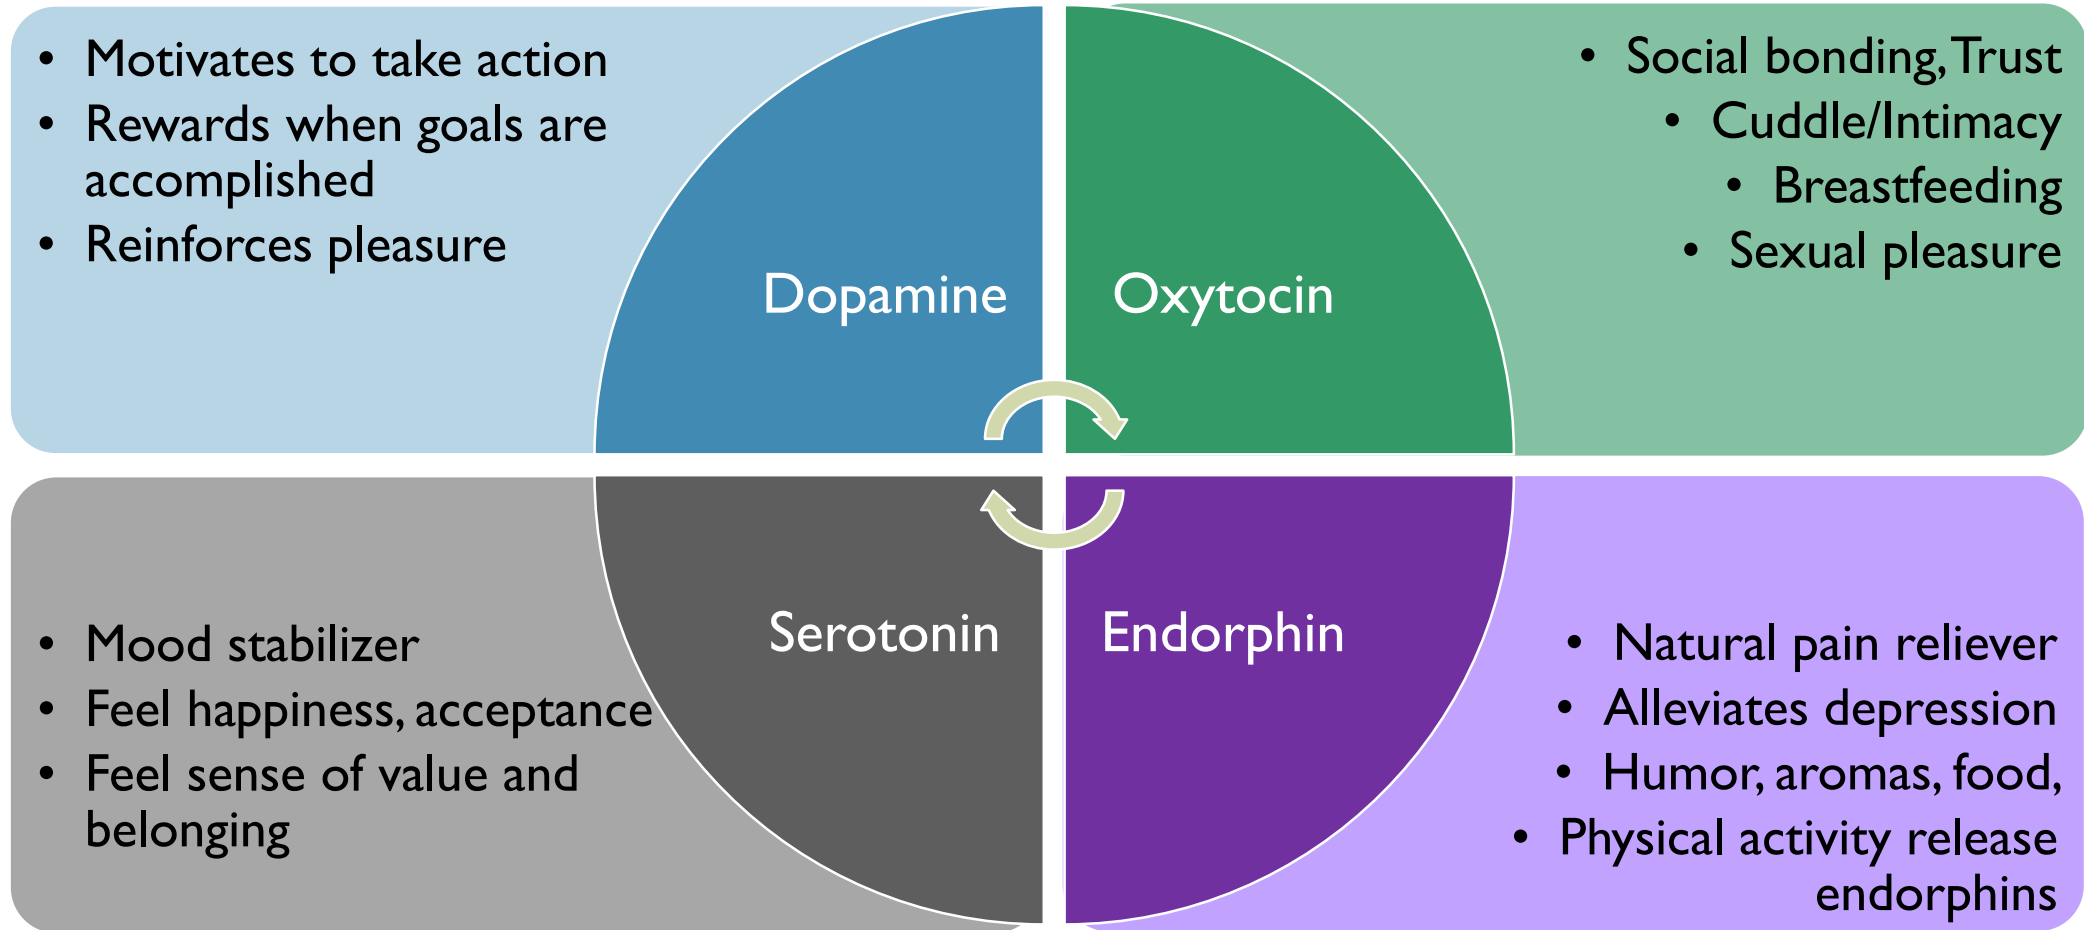 • Motivates to take action
• Rewards when goals are
accomplished
• Reinforces pleasure
Dopamine
Oxytocin
• Social bonding, Trust
• Cuddle/Intimacy
• Breastfeeding
• Sexual pleasure
• Mood stabilizer
• Feel happiness, acceptance
• Feel sense of value and
belonging
Serotonin
Endorphin
• Natural pain reliever
• Alleviates depression
• Humor, aromas, food,
• Physical activity release
endorphins